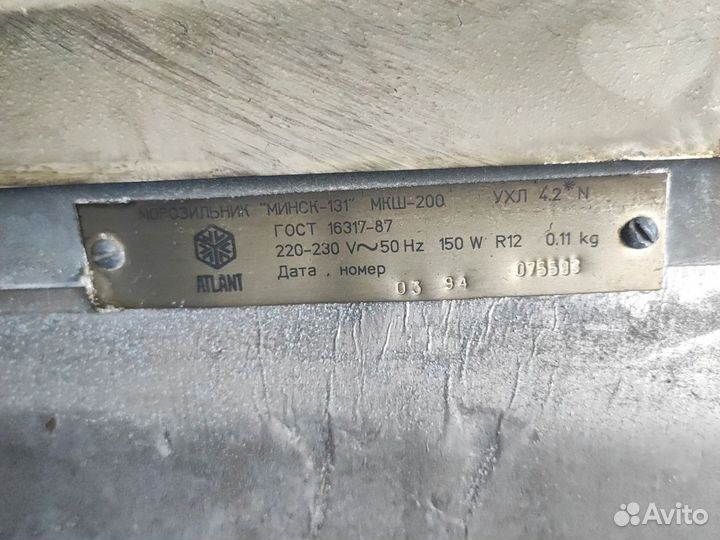 МОРОЗИЛЬНИК "МИНСК-131" МКШ-200 УХЛ 4.2* N
ГОСТ 16317-87
220-230 V~50 Hz 150 W R12 0.11 kg
Дата , номер 03 94 075593
ATLANT
Avito